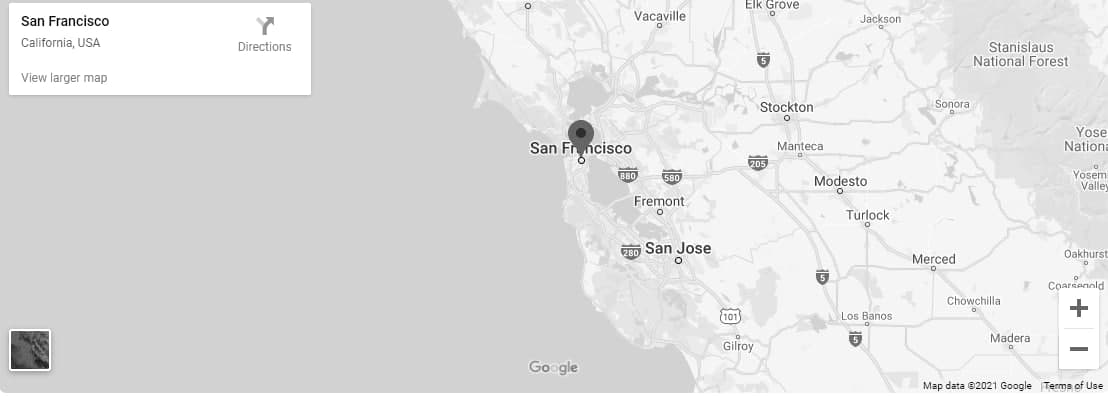 San Francisco
California, USA
Directions
View larger map
Vacaville
Elk Grove
Jackson
Stanislaus
National Forest
5
Stockton
Sonora
San Francisco
Manteca
Yose
National
205
880
580
Modesto
Yosem
Valley
Fremont
Turlock
280
San Jose
Merced
Oakhurst
5
Coarsegold
Chowchilla
101
Los Banos
Gilroy
5
Madera
Google
Map data ©2021 Google
Terms of Use
Fresno